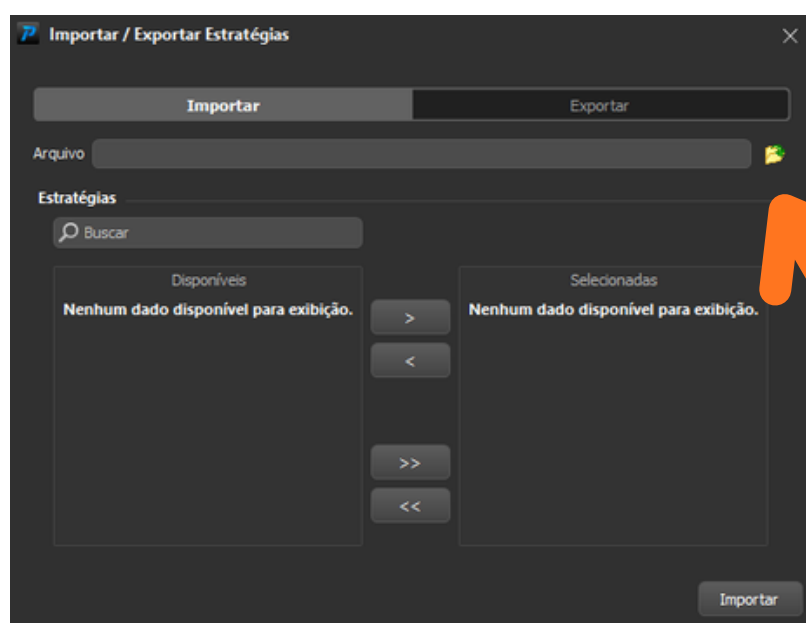 Importar / Exportar Estratégias
Importar Exportar
Arquivo
Estratégias
Buscar
Disponíveis Selecionadas
Nenhum dado disponível para exibição. > Nenhum dado disponível para exibição.
<
>>
<<
Importar